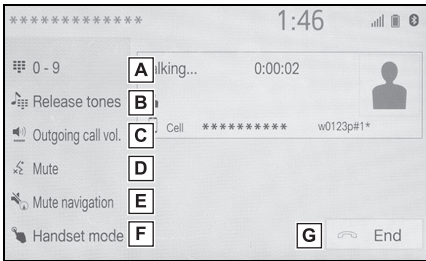 ************* 1:46
0 - 9 A alking... 0:00:02
Release tones B
Outgoing call vol. C Cell ********** w0123p#1*
Mute D
Mute navigation E
Handset mode F G End